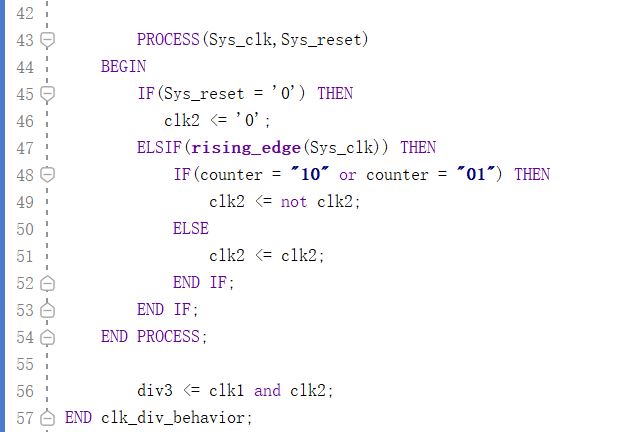 42
43 PROCESS(Sys_clk,Sys_reset)
44 BEGIN
45 IF(Sys_reset = '0') THEN
46 clk2 <= '0';
47 ELSIF(rising_edge(Sys_clk)) THEN
48 IF(counter = "10" or counter = "01") THEN
49 clk2 <= not clk2;
50 ELSE
51 clk2 <= clk2;
52 END IF;
53 END IF;
54 END PROCESS;
55
56 div3 <= clk1 and clk2;
57 END clk_div_behavior;